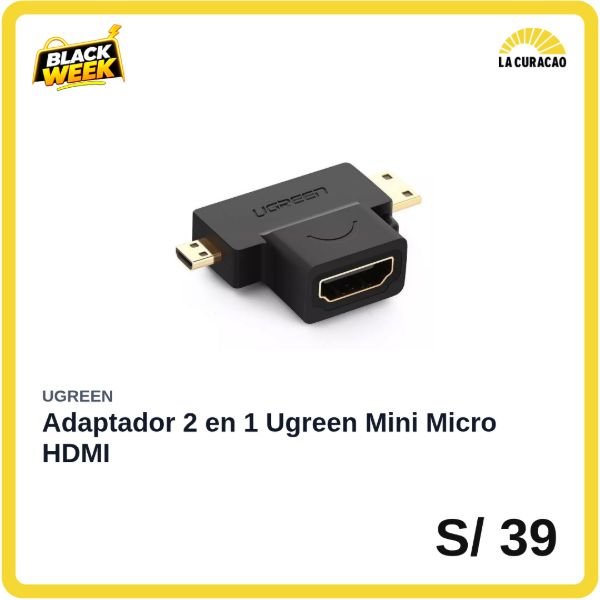 BLACK
WEEK
LA CURACAO
UGREEN
UGREEN
Adaptador 2 en 1 Ugreen Mini Micro
HDMI
S/ 39